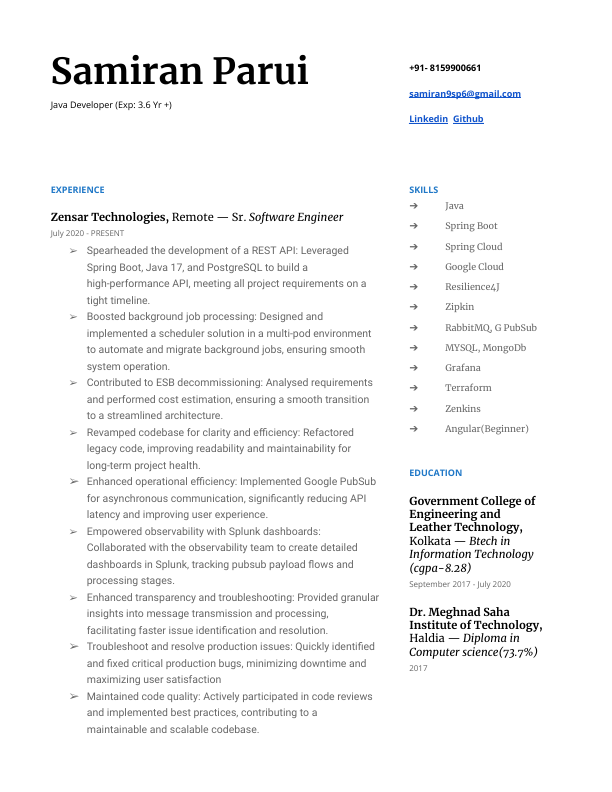 Samiran Parui
Java Developer (Exp: 3.6 Yr +)
+91- 8159900661
samiran9sp6@gmail.com
Linkedin Github
EXPERIENCE
Zensar Technologies, Remote — Sr. Software Engineer
July 2020 - PRESENT
➢ Spearheaded the development of a REST API: Leveraged
Spring Boot, Java 17, and PostgreSQL to build a
high-performance API, meeting all project requirements on a
tight timeline.
➢ Boosted background job processing: Designed and
implemented a scheduler solution in a multi-pod environment
to automate and migrate background jobs, ensuring smooth
system operation.
➢ Contributed to ESB decommissioning: Analysed requirements
and performed cost estimation, ensuring a smooth transition
to a streamlined architecture.
➢ Revamped codebase for clarity and efficiency: Refactored
legacy code, improving readability and maintainability for
long-term project health.
➢ Enhanced operational efficiency: Implemented Google PubSub
for asynchronous communication, significantly reducing API
latency and improving user experience.
➢ Empowered observability with Splunk dashboards:
Collaborated with the observability team to create detailed
dashboards in Splunk, tracking pubsub payload flows and
processing stages.
➢ Enhanced transparency and troubleshooting: Provided granular
insights into message transmission and processing,
facilitating faster issue identification and resolution.
➢ Troubleshoot and resolve production issues: Quickly identified
and fixed critical production bugs, minimizing downtime and
maximizing user satisfaction
➢ Maintained code quality: Actively participated in code reviews
and implemented best practices, contributing to a
maintainable and scalable codebase.
SKILLS
➔ Java
➔ Spring Boot
➔ Spring Cloud
➔ Google Cloud
➔ Resilience4J
➔ Zipkin
➔ RabbitMQ, G PubSub
➔ MYSQL, MongoDb
➔ Grafana
➔ Terraform
➔ Zenkins
➔ Angular(Beginner)
EDUCATION
Government College of
Engineering and
Leather Technology,
Kolkata — Btech in
Information Technology
(cgpa-8.28)
September 2017 - July 2020
Dr. Meghnad Saha
Institute of Technology,
Haldia — Diploma in
Computer science(73.7%)
2017